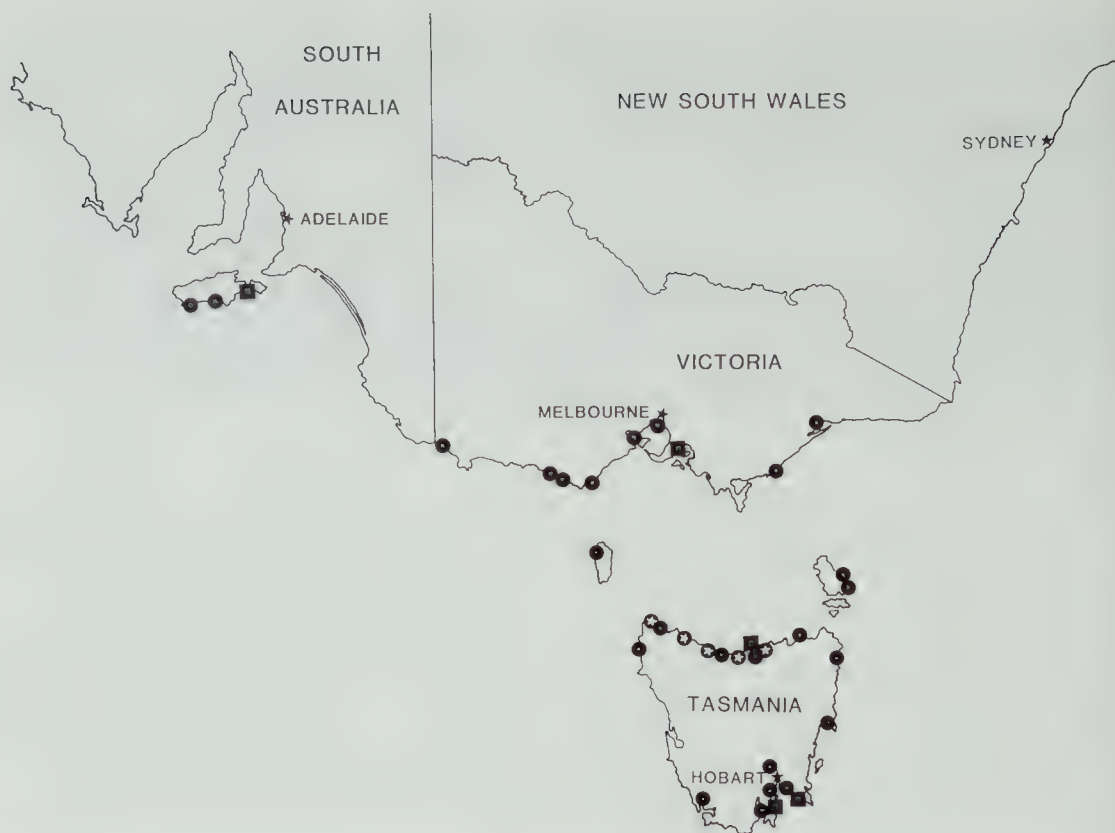 SOUTH
AUSTRALIA
NEW SOUTH WALES
SYDNEY
ADELAIDE
VICTORIA
MELBOURNE
TASMANIA
HOBART